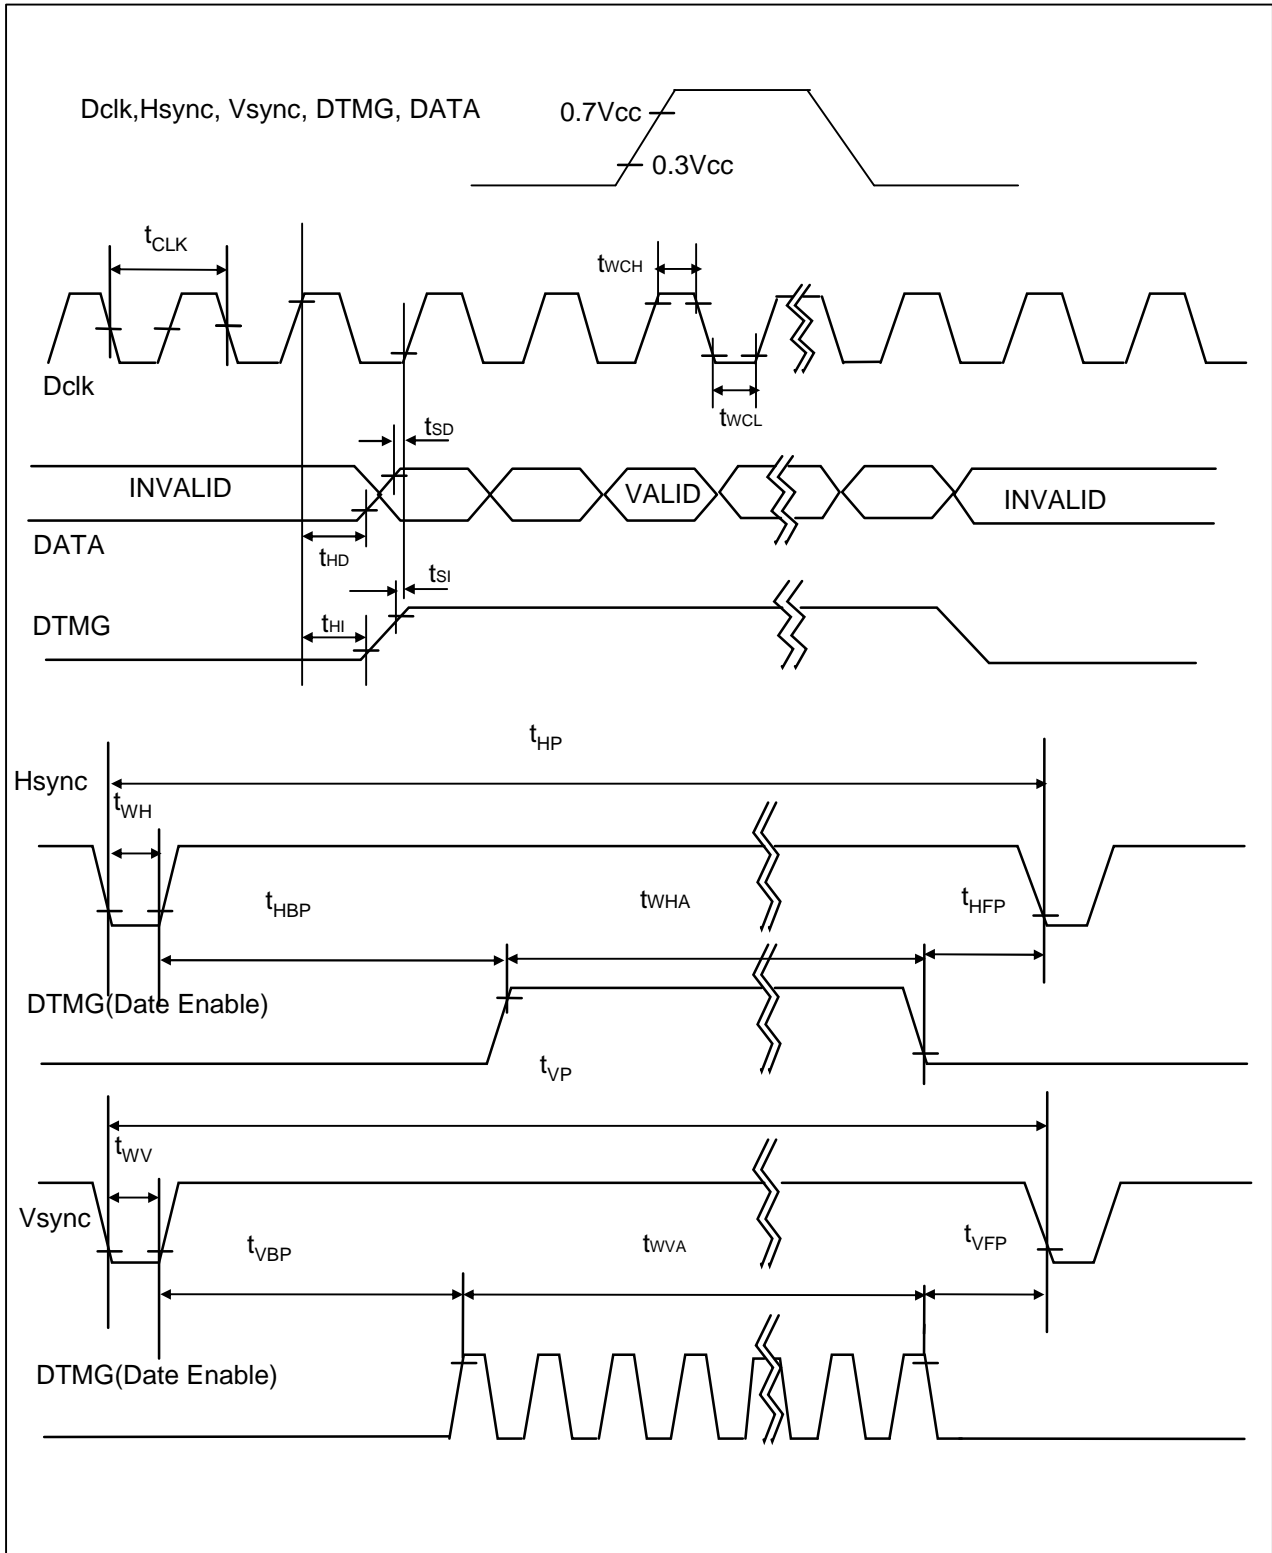 Dclk,Hsync, Vsync, DTMG, DATA
0.7Vcc
0.3Vcc
tCLK
tWCH
Dclk
tWCL
tSD
INVALID
VALID
INVALID
DATA
tHD
tSI
DTMG
tHI
tHP
Hsync
tWH
tHBP
tWHA
tHFP
DTMG(Date Enable)
tVP
tWV
Vsync
tVBP
tWVA
tVFP
DTMG(Date Enable)